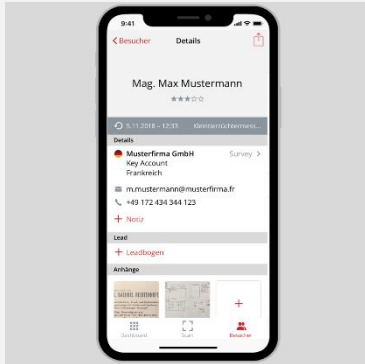 9:41
Besucher Details
Mag. Max Mustermann
5.11.2018 – 12:33
Details
Musterfirma GmbH Survey
Key Account
Frankreich
m.mustermann@musterfirma.fr
+49 172 434 344 123
+ Notiz
Lead
+ Leadbogen
Anhänge
+
Dashboard Scan Besucher